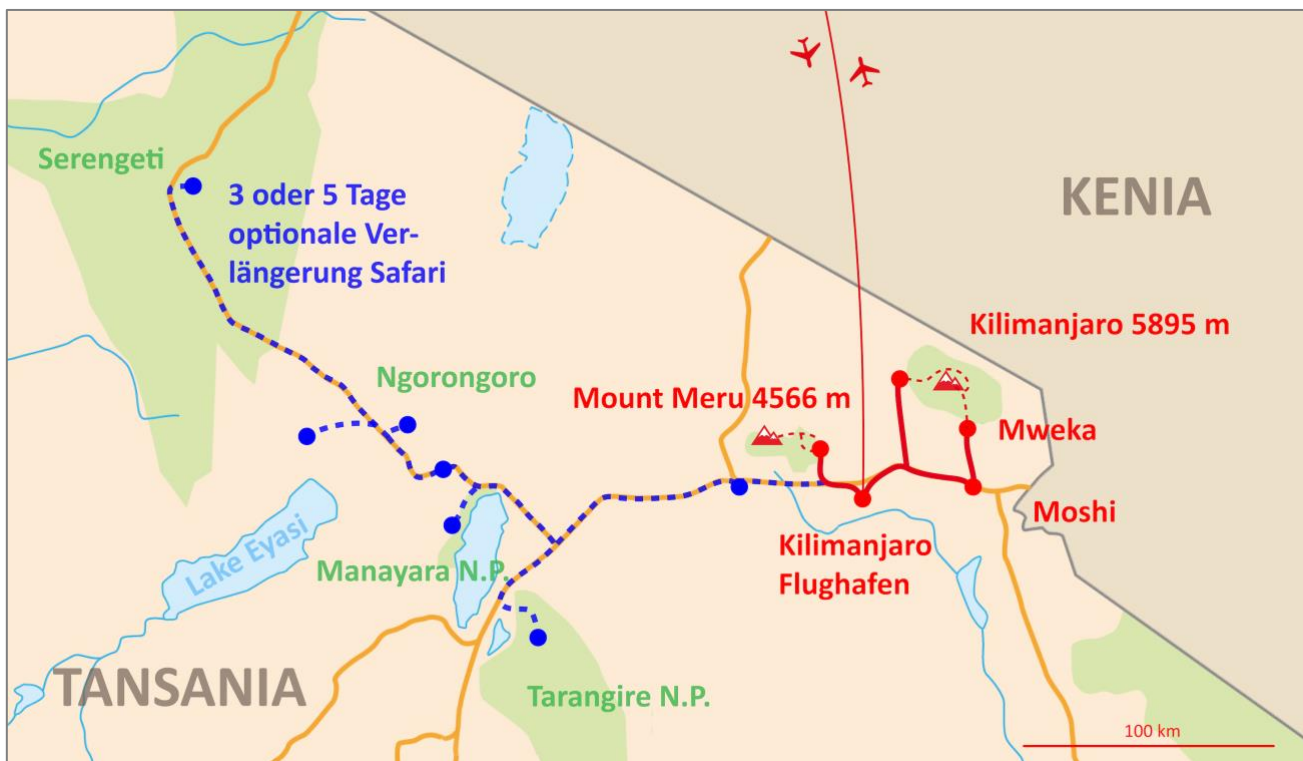 Serengeti
3 oder 5 Tage
optionale Ver-
längerung Safari
KENIA
Kilimanjaro 5895 m
Ngorongoro
Mount Meru 4566 m
Mweka
Moshi
Kilimanjaro
Flughafen
Lake Eyasi
Manayara N.P.
TANSANIA
Tarangire N.P.
100 km